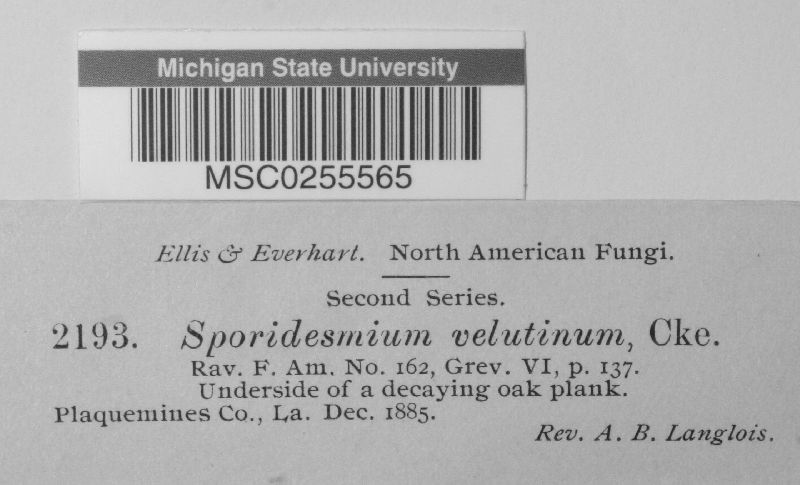 Michigan State University
MSC0255565
Ellis & Everhart. North American Fungi.
Second Series.
2193. Sporidesmium velutinum, Cke.
Rav. F. Am. No. 162, Grev. VI, p. 137.
Underside of a decaying oak plank.
Plaquemines Co., La. Dec. 1885.
Rev. A. B. Langlois.